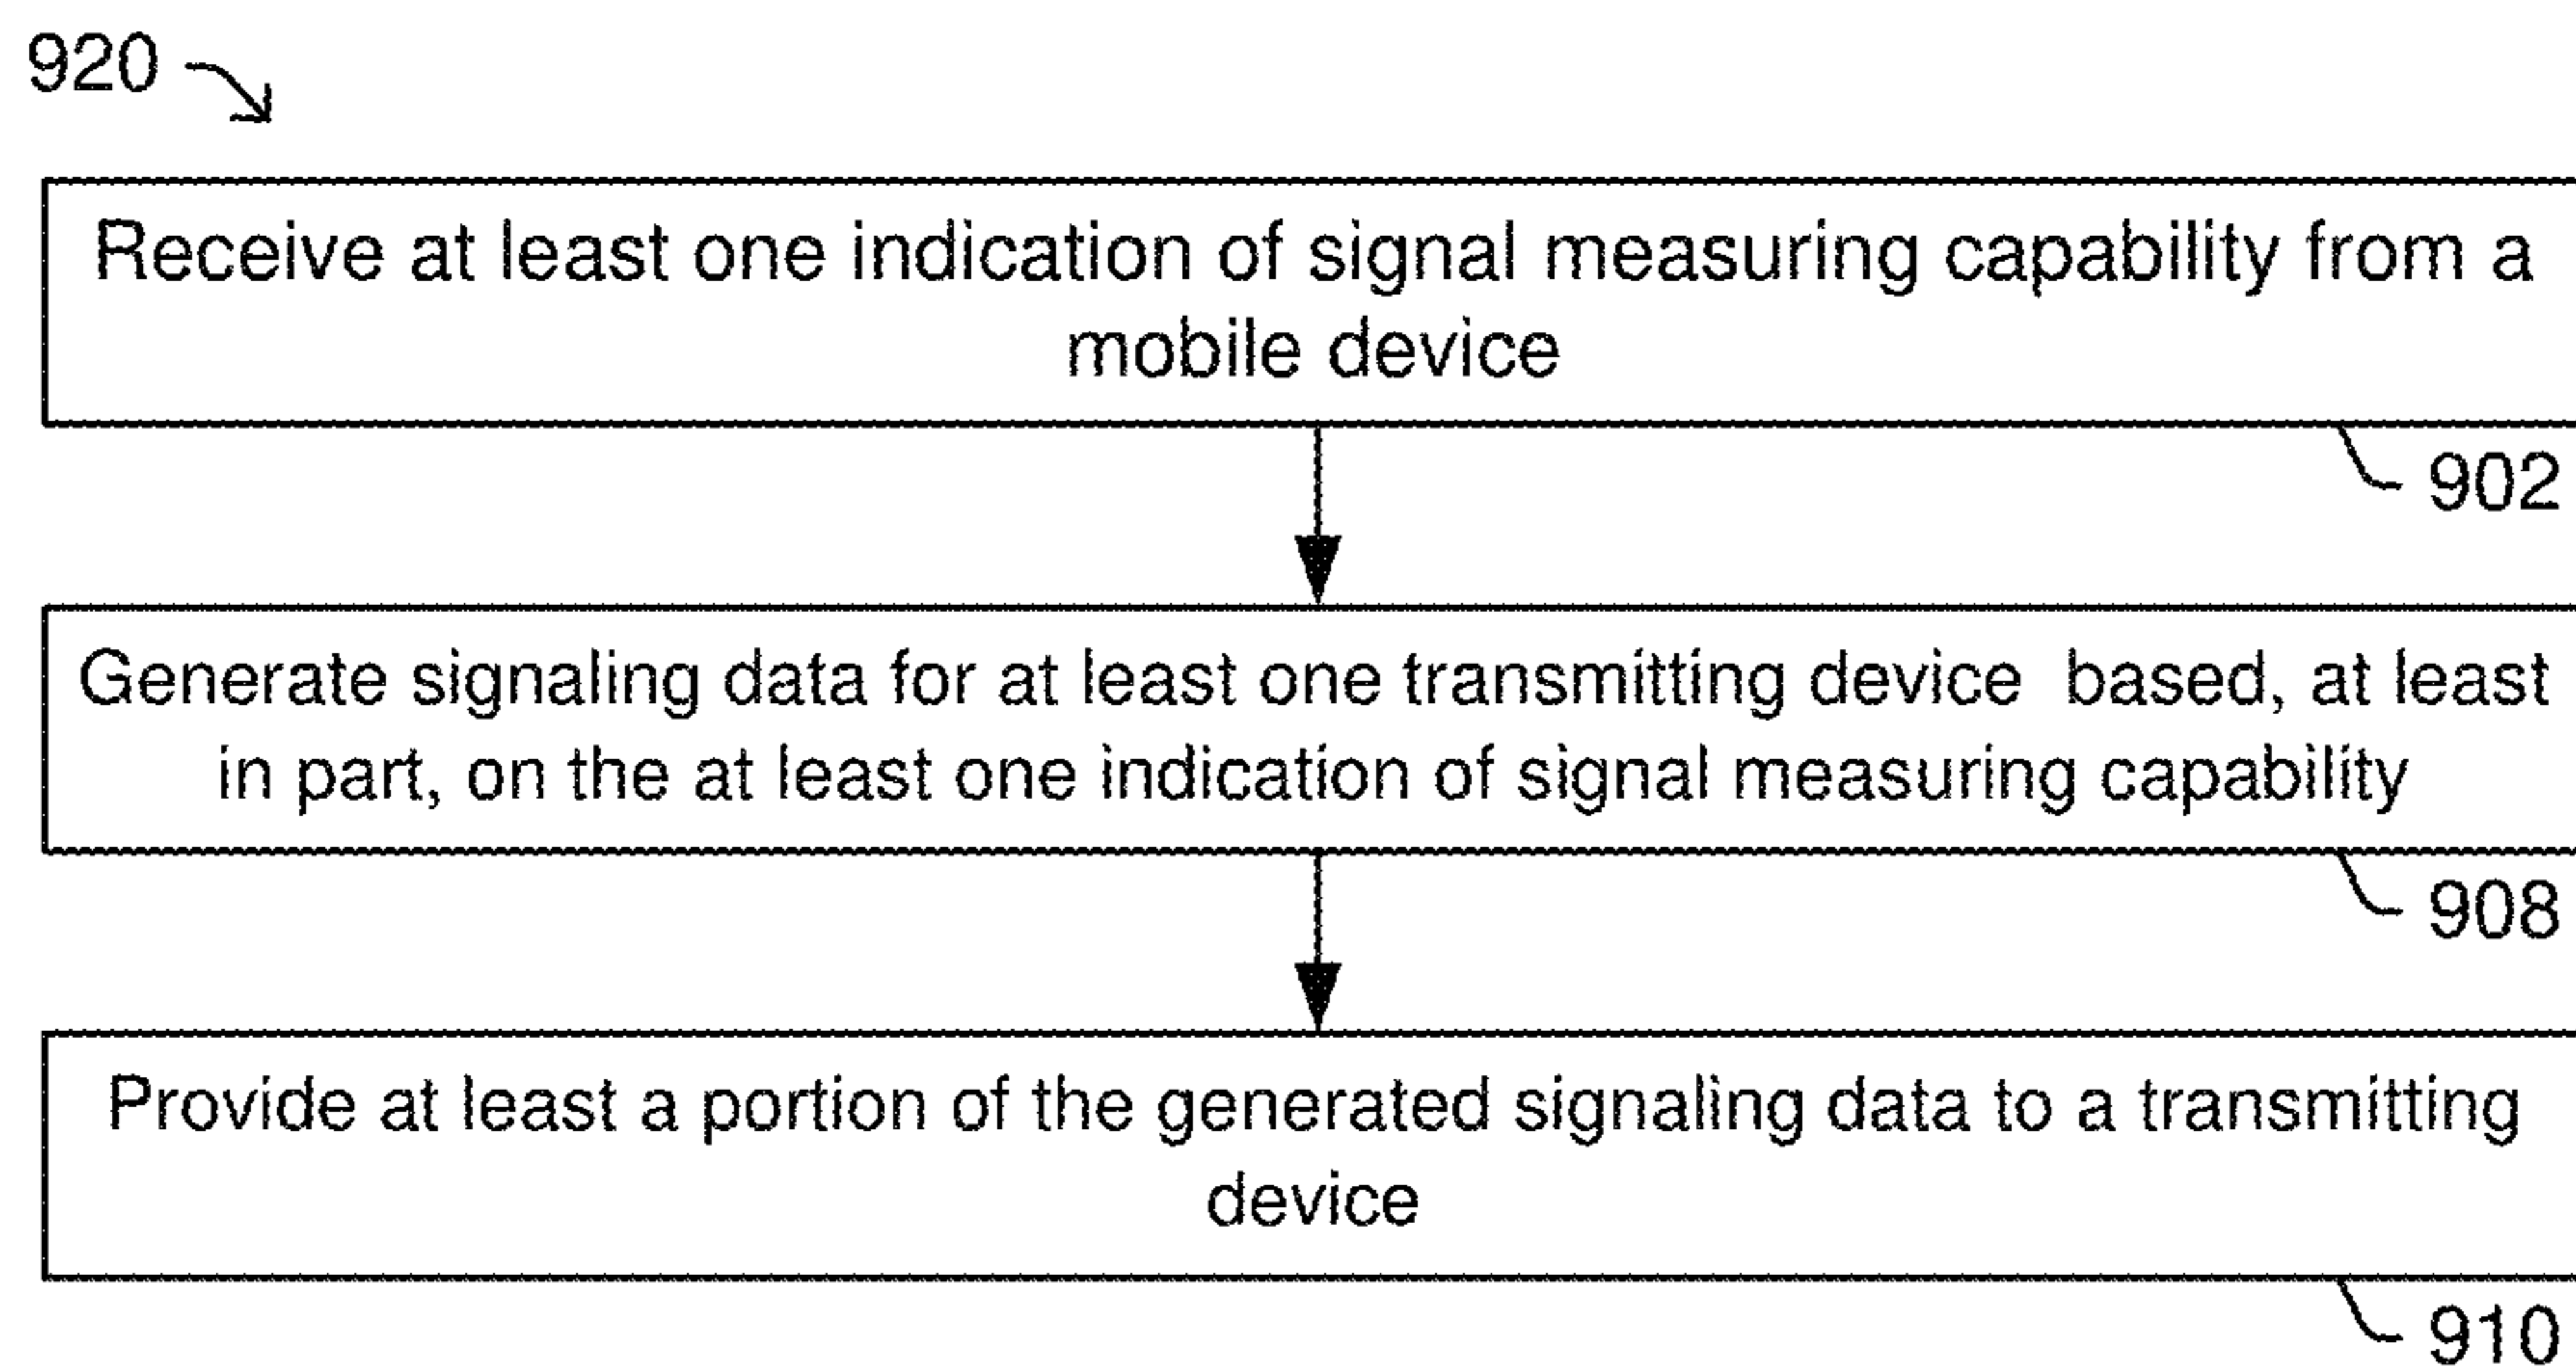 920
Receive at least one indication of signal measuring capability from a
mobile device
902
Generate signaling data for at least one transmitting device based, at least
in part, on the at least one indication of signal measuring capability
908
Provide at least a portion of the generated signaling data to a transmitting
device
910